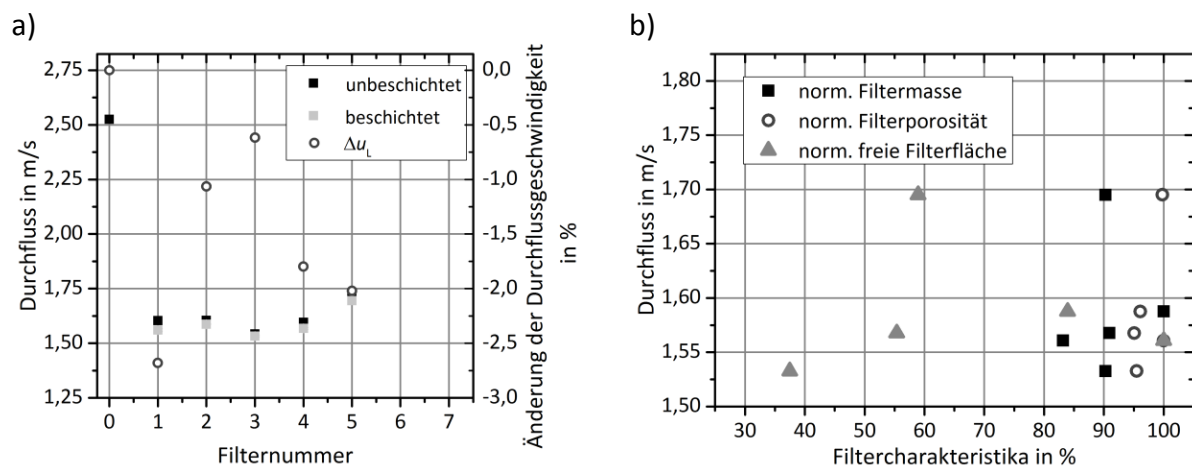 a)
Durchfluss in m/s
2,75
2,50
2,25
2,00
1,75
1,50
1,25
unbeschichtet
beschichtet
Δu_L
0,0
-0,5
-1,0
-1,5
-2,0
-2,5
-3,0
Änderung der Durchflussgeschwindigkeit
in %
0 1 2 3 4 5 6 7
Filternummer
b)
Durchfluss in m/s
1,80
1,75
1,70
1,65
1,60
1,55
1,50
norm. Filtermasse
norm. Filterporosität
norm. freie Filterfläche
30 40 50 60 70 80 90 100
Filtercharakteristika in %